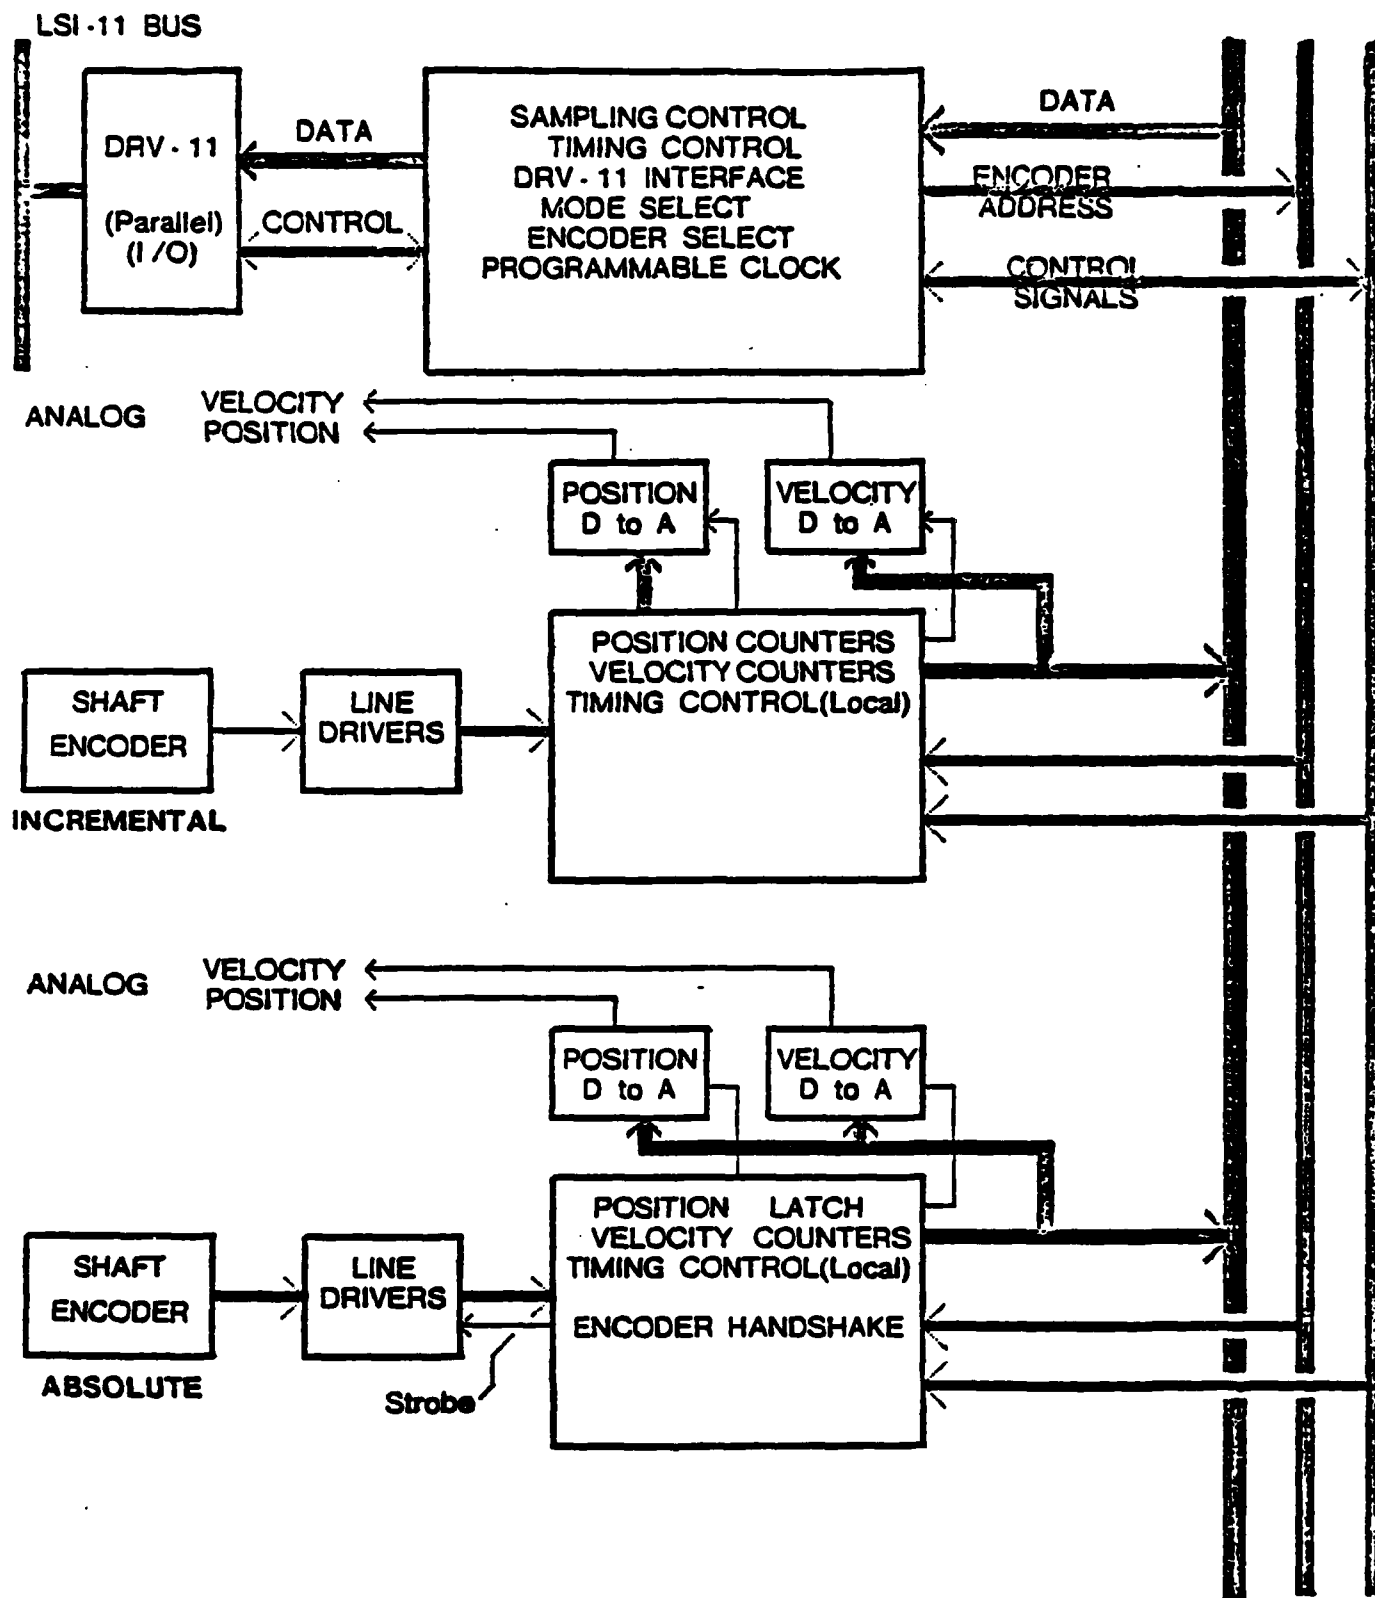 LSI-11 BUS
DRV-11
(Parallel)
(I/O)
DATA
CONTROL
SAMPLING CONTROL
TIMING CONTROL
DRV-11 INTERFACE
MODE SELECT
ENCODER SELECT
PROGRAMMABLE CLOCK
DATA
ENCODER
ADDRESS
CONTROL
SIGNALS
ANALOG
VELOCITY
POSITION
POSITION
D to A
VELOCITY
D to A
SHAFT
ENCODER
INCREMENTAL
LINE
DRIVERS
POSITION COUNTERS
VELOCITY COUNTERS
TIMING CONTROL(Local)
ANALOG
VELOCITY
POSITION
POSITION
D to A
VELOCITY
D to A
SHAFT
ENCODER
ABSOLUTE
LINE
DRIVERS
Strobe
POSITION LATCH
VELOCITY COUNTERS
TIMING CONTROL(Local)
ENCODER HANDSHAKE